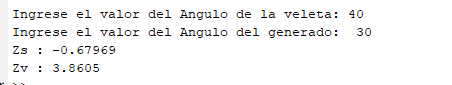 Ingrese el valor del Angulo de la veleta: 40
Ingrese el valor del Angulo del generado:  30
Zs : -0.67969
Zv : 3.8605
>>